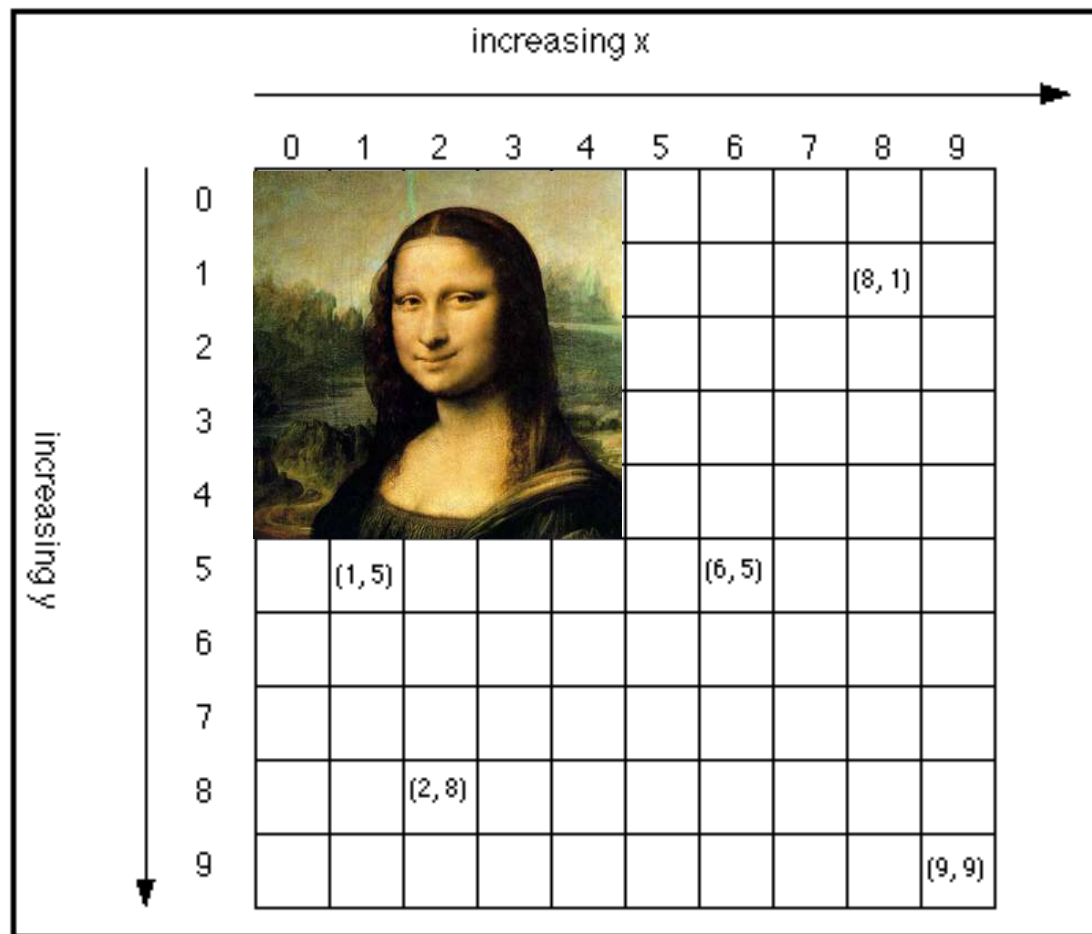 increasing x
0 1 2 3 4 5 6 7 8 9
0
1 (8, 1)
2
3
4
increasing y
5 (1, 5) (6, 5)
6
7
8 (2, 8)
9 (9, 9)